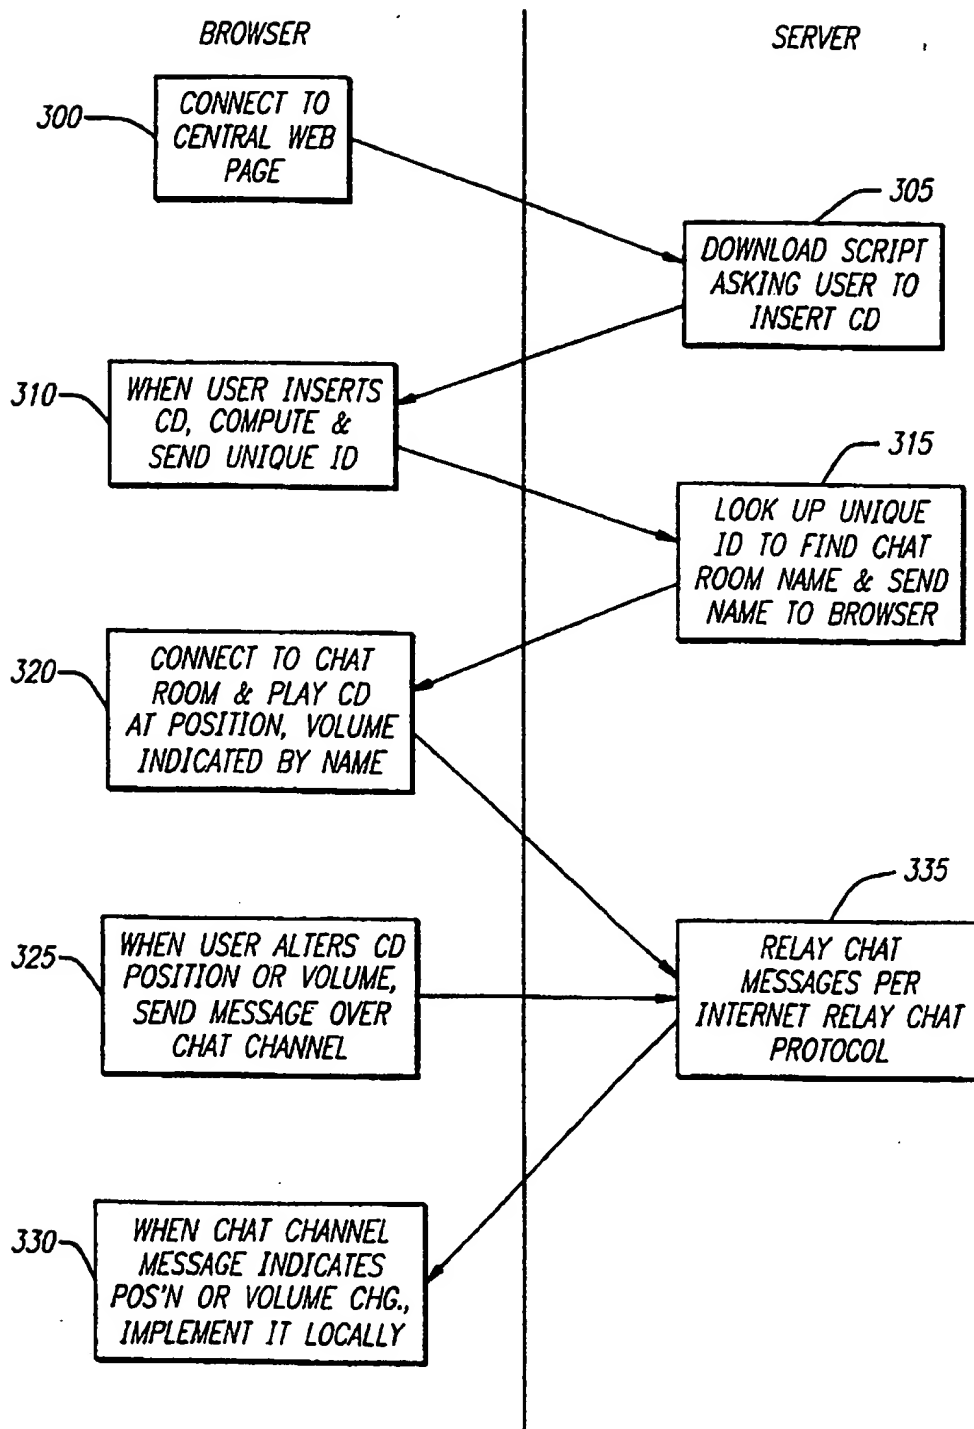 BROWSER
SERVER
300
CONNECT TO
CENTRAL WEB
PAGE
305
DOWNLOAD SCRIPT
ASKING USER TO
INSERT CD
310
WHEN USER INSERTS
CD, COMPUTE &
SEND UNIQUE ID
315
LOOK UP UNIQUE
ID TO FIND CHAT
ROOM NAME & SEND
NAME TO BROWSER
320
CONNECT TO CHAT
ROOM & PLAY CD
AT POSITION, VOLUME
INDICATED BY NAME
335
RELAY CHAT
MESSAGES PER
INTERNET RELAY CHAT
PROTOCOL
325
WHEN USER ALTERS CD
POSITION OR VOLUME,
SEND MESSAGE OVER
CHAT CHANNEL
330
WHEN CHAT CHANNEL
MESSAGE INDICATES
POS'N OR VOLUME CHG.,
IMPLEMENT IT LOCALLY